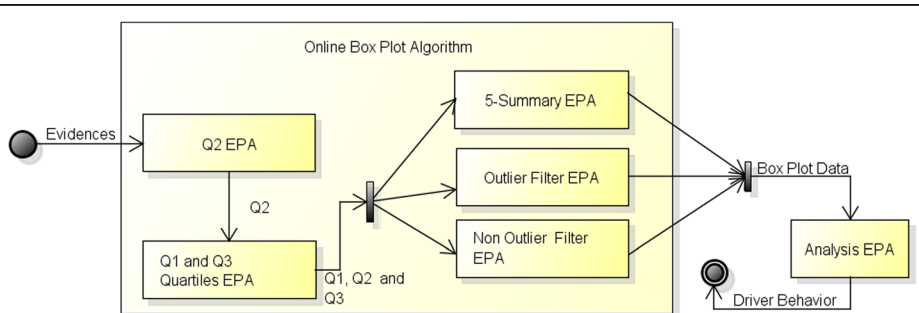 Online Box Plot Algorithm
Evidences
Q2 EPA
Q2
Q1 and Q3
Quartiles EPA
Q1, Q2 and
Q3
5-Summary EPA
Outlier Filter EPA
Non Outlier Filter
EPA
Box Plot Data
Analysis EPA
Driver Behavior